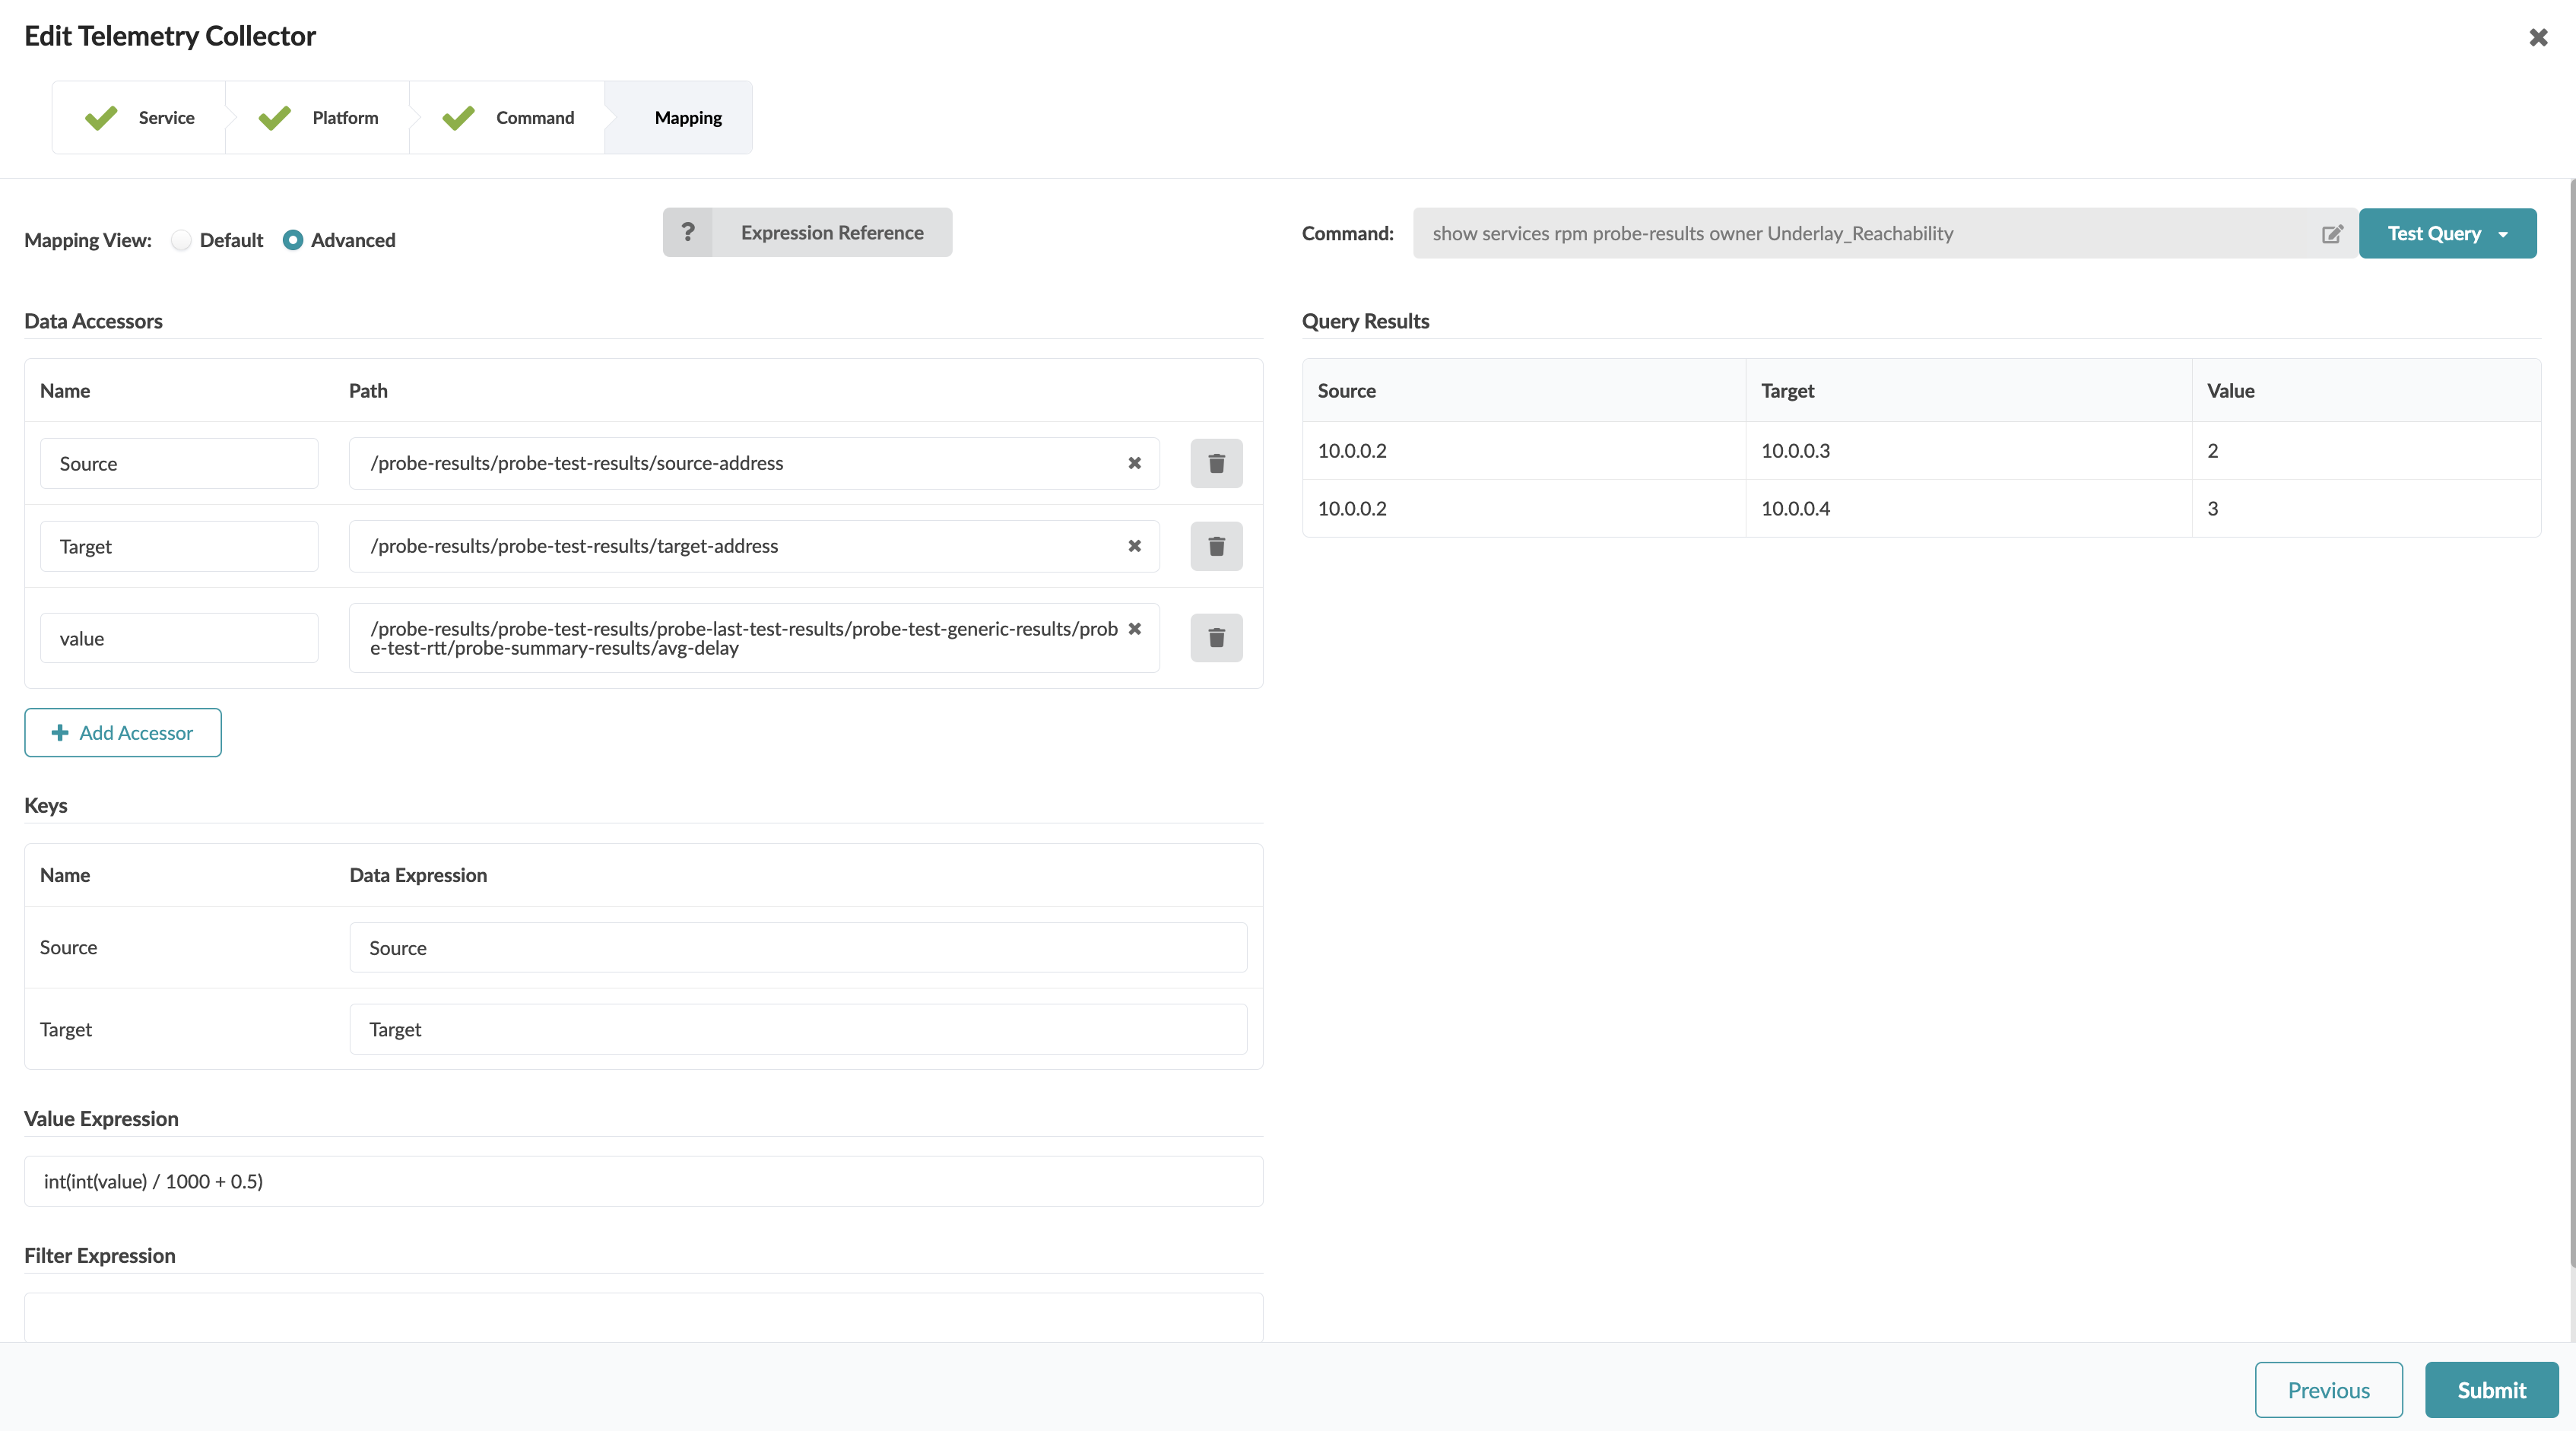 Edit Telemetry Collector
Service
Platform
Command
Mapping
Mapping View:
Default
Advanced
? Expression Reference
Command:
show services rpm probe-results owner Underlay_Reachability
Test Query
Data Accessors
Name
Path
Source
/probe-results/probe-test-results/source-address
Target
/probe-results/probe-test-results/target-address
value
/probe-results/probe-test-results/probe-last-test-results/probe-test-generic-results/prob
e-test-rtt/probe-summary-results/avg-delay
Add Accessor
Keys
Name
Data Expression
Source
Source
Target
Target
Value Expression
int(int(value) / 1000 + 0.5)
Filter Expression
Query Results
Source
Target
Value
10.0.0.2
10.0.0.3
2
10.0.0.2
10.0.0.4
3
Previous
Submit